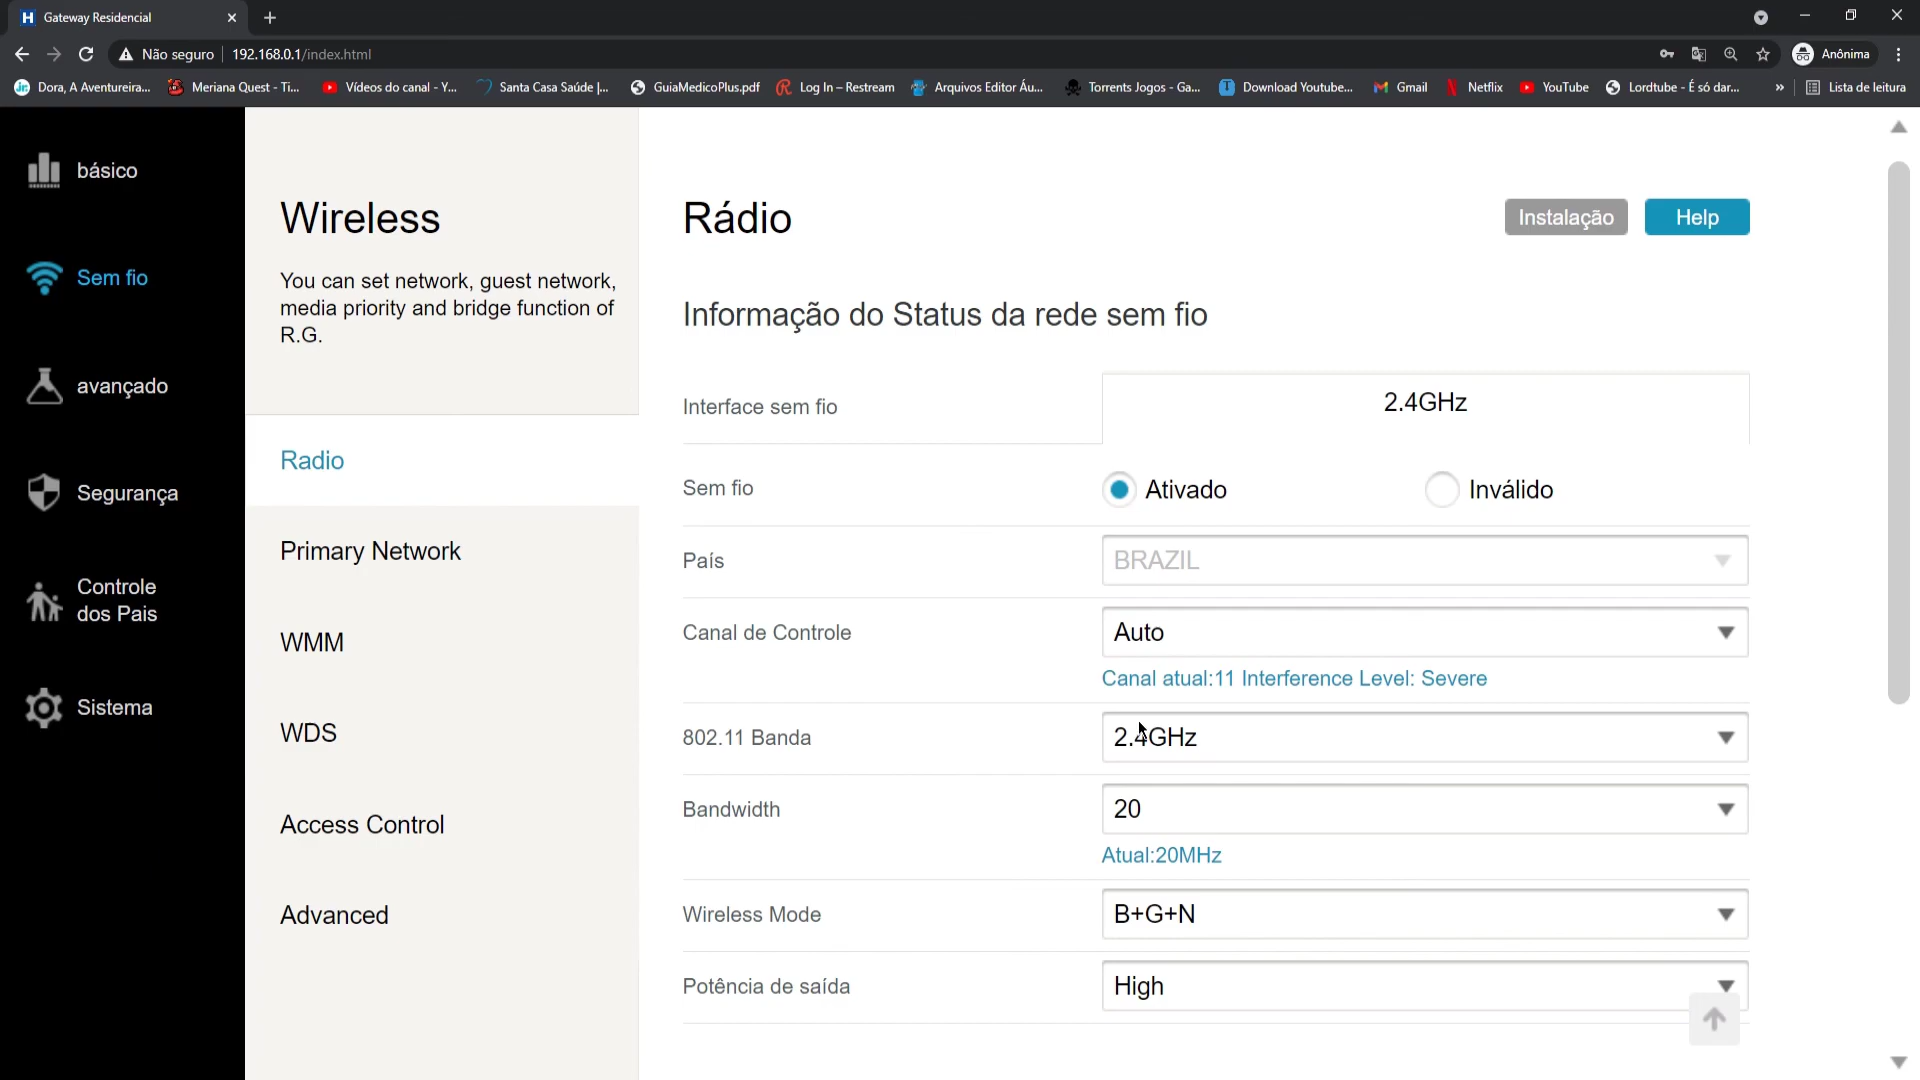 Gateway Residencial
Não seguro
192.168.0.1/index.html
Anônima
Dora, A Aventureira...
Meriana Quest - Ti...
Vídeos do canal - Y...
Santa Casa Saúde |...
GuiaMedicoPlus.pdf
Log In – Restream
Arquivos Editor Áu...
Torrents Jogos - Ga...
Download Youtube...
Gmail
Netflix
YouTube
Lordtube - É só dar...
»
Lista de leitura
básico
Sem fio
avançado
Segurança
Controle
dos Pais
Sistema
Wireless
You can set network, guest network,
media priority and bridge function of
R.G.
Radio
Primary Network
WMM
WDS
Access Control
Advanced
Rádio
Instalação
Help
Informação do Status da rede sem fio
Interface sem fio
2.4GHz
Sem fio
Ativado
Inválido
País
BRAZIL
Canal de Controle
Auto
Canal atual:11 Interference Level: Severe
802.11 Banda
2.4GHz
Bandwidth
20
Atual:20MHz
Wireless Mode
B+G+N
Potência de saída
High